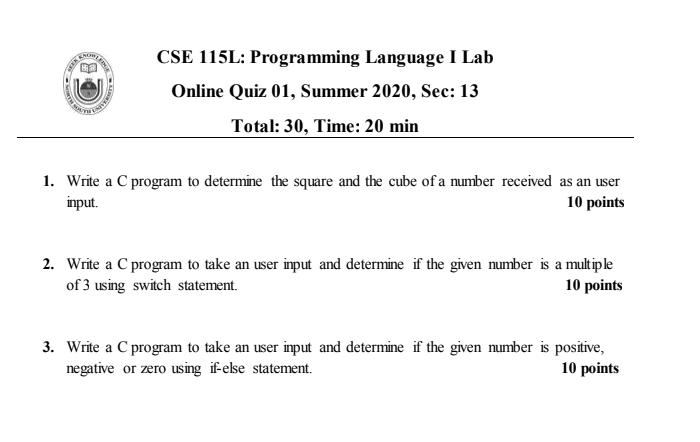 SEEK KNOWLEDGE
NORTH SOUTH UNIVERSITY
CSE 115L: Programming Language I Lab
Online Quiz 01, Summer 2020, Sec: 13
Total: 30, Time: 20 min
1. Write a C program to determine the square and the cube of a number received as an user
input. 10 points
2. Write a C program to take an user input and determine if the given number is a multiple
of 3 using switch statement. 10 points
3. Write a C program to take an user input and determine if the given number is positive,
negative or zero using if-else statement. 10 points